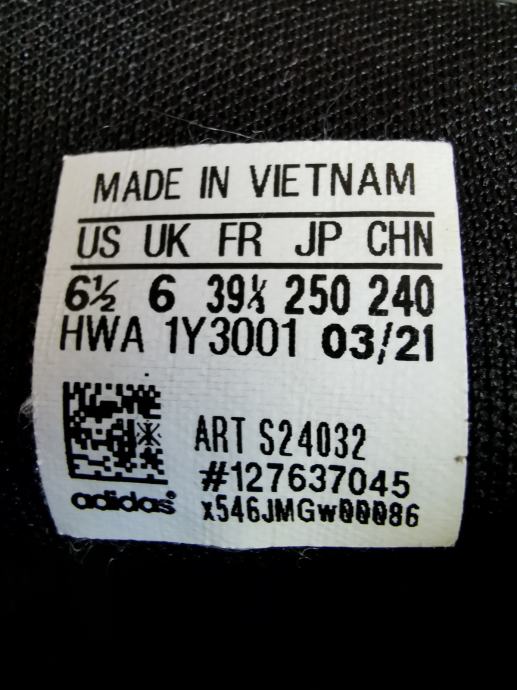 MADE IN VIETNAM
US UK FR JP CHN
6½ 6 39⅓ 250 240
HWA 1Y3001 03/21
ART S24032
#127637045
adidas®
x546JMGw00086